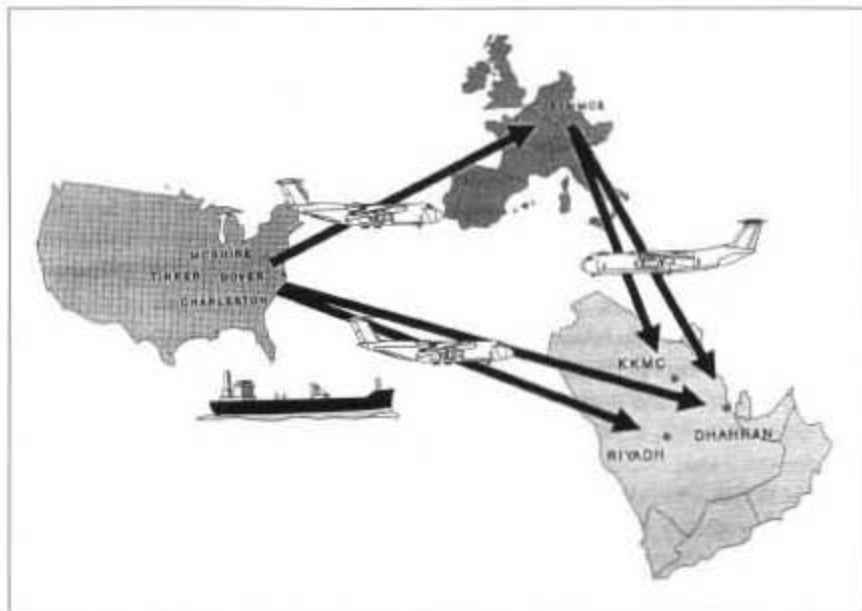 MCGUIRE
TINKER DOVER
CHARLESTON
KKMC
DHAHRAN
RIYADH